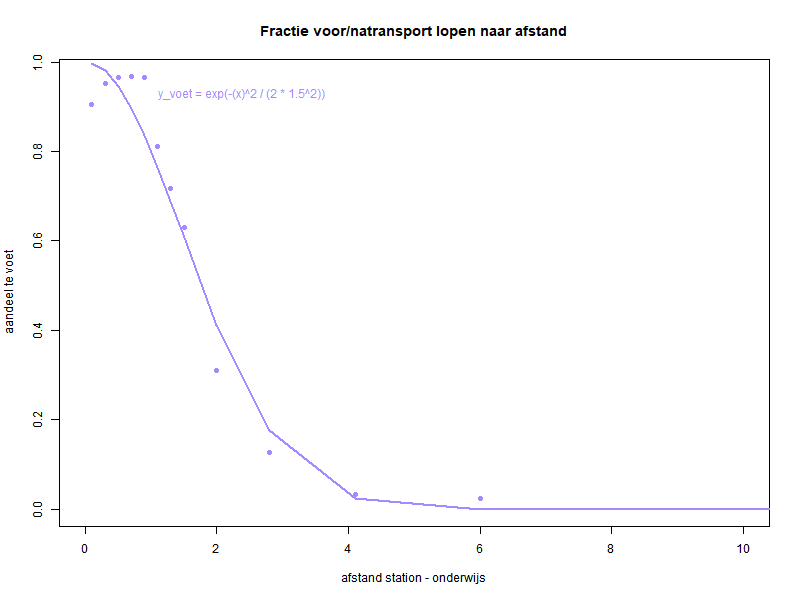 Fractie voor/natransport lopen naar afstand
y_voet = exp(-(x)^2 / (2 * 1.5^2))
aandeel te voet
1.0
0.8
0.6
0.4
0.2
0.0
0 2 4 6 8 10
afstand station - onderwijs